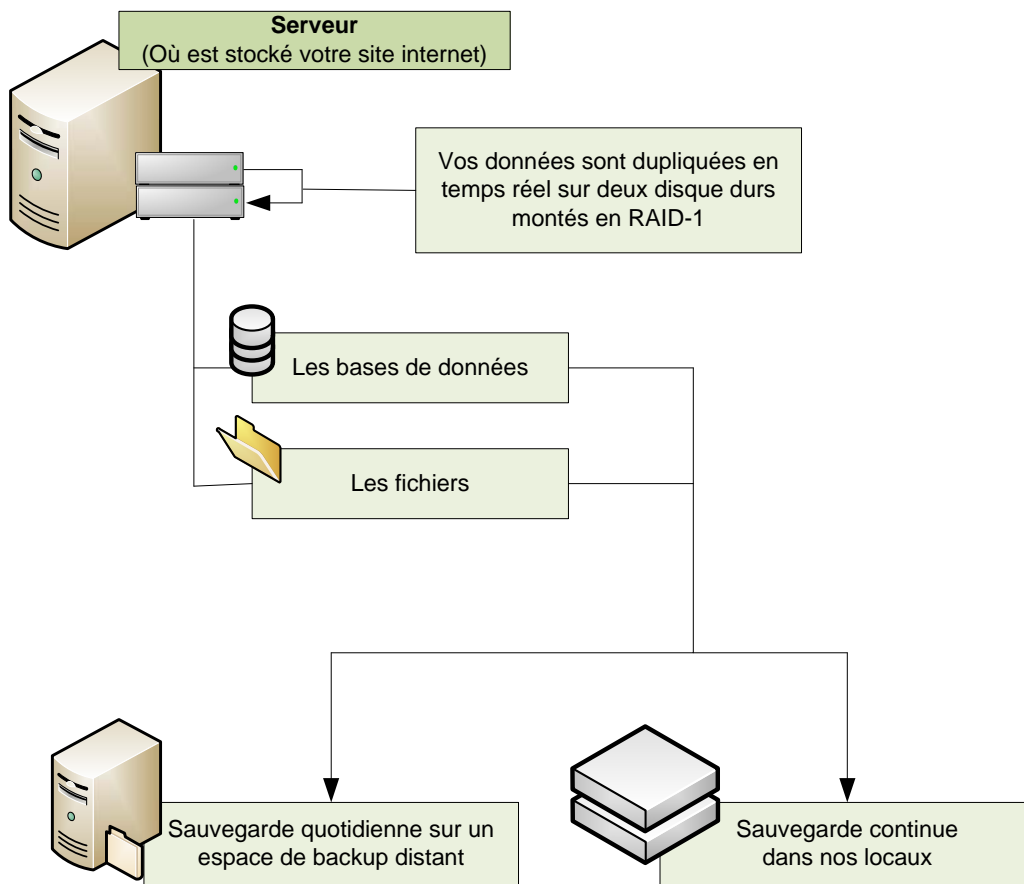 Serveur
(Où est stocké votre site internet)
Vos données sont dupliquées en
temps réel sur deux disque durs
montés en RAID-1
Les bases de données
Les fichiers
Sauvegarde quotidienne sur un
espace de backup distant
Sauvegarde continue
dans nos locaux